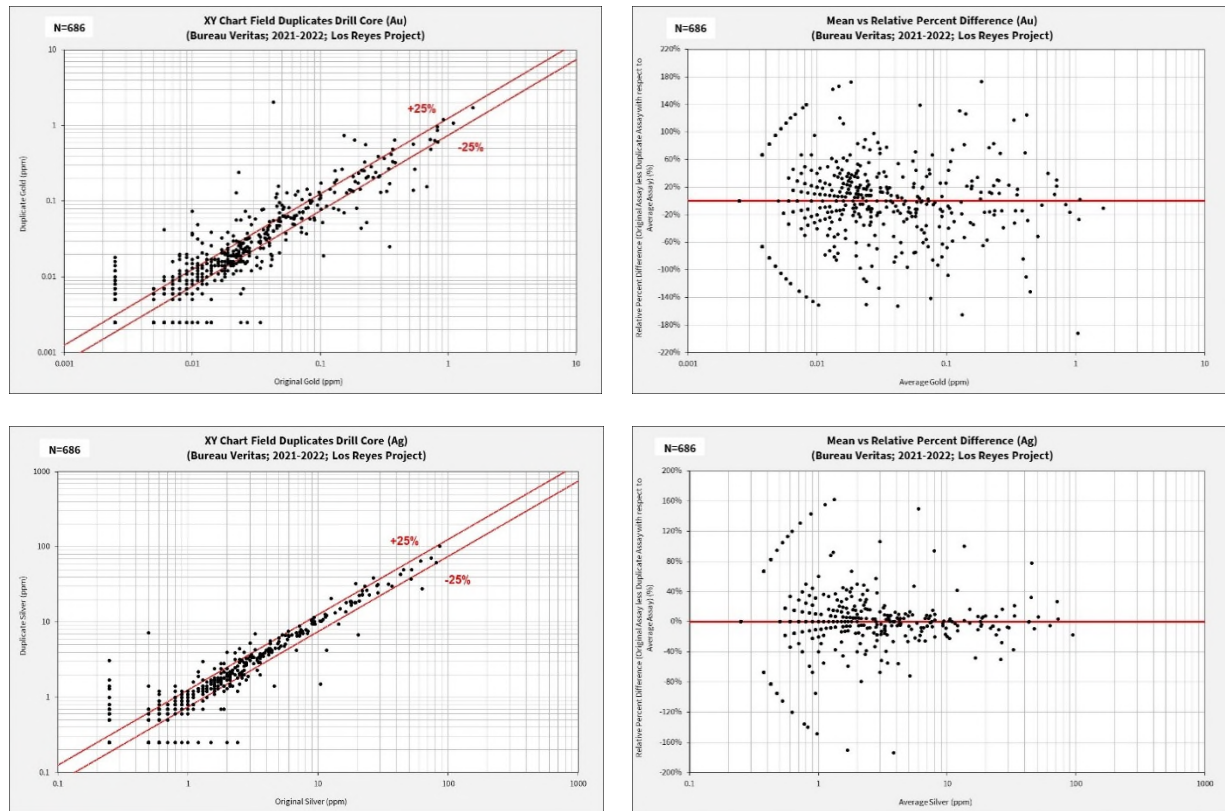 N=686
XY Chart Field Duplicates Drill Core (Au)
(Bureau Veritas; 2021-2022; Los Reyes Project)
10
1
0.1
0.01
0.001
Duplicate Gold (ppm)
+25%
-25%
0.001 0.01 0.1 1 10
Original Gold (ppm)
N=686
Mean vs Relative Percent Difference (Au)
(Bureau Veritas; 2021-2022; Los Reyes Project)
220%
180%
140%
100%
60%
20%
-20%
-60%
-100%
-140%
-180%
-220%
Relative Percent Difference (Original Assay less Duplicate Assay with respect to
Average Assay) (%)
0.001 0.01 0.1 1 10
Average Gold (ppm)
N=686
XY Chart Field Duplicates Drill Core (Ag)
(Bureau Veritas; 2021-2022; Los Reyes Project)
1000
100
10
1
0.1
Duplicate Silver (ppm)
+25%
-25%
0.1 1 10 100 1000
Original Silver (ppm)
N=686
Mean vs Relative Percent Difference (Ag)
(Bureau Veritas; 2021-2022; Los Reyes Project)
200%
160%
120%
80%
40%
0%
-40%
-80%
-120%
-160%
-200%
Relative Percent Difference (Original Assay less Duplicate Assay with respect to
Average Assay) (%)
0.1 1 10 100 1000
Average Silver (ppm)